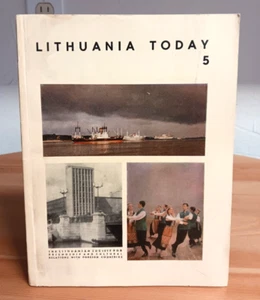 LITHUANIA TODAY
5
THE LITHUANIAN SOCIETY FOR
FRIENDSHIP AND CULTURAL
RELATIONS WITH FOREIGN COUNTRIES